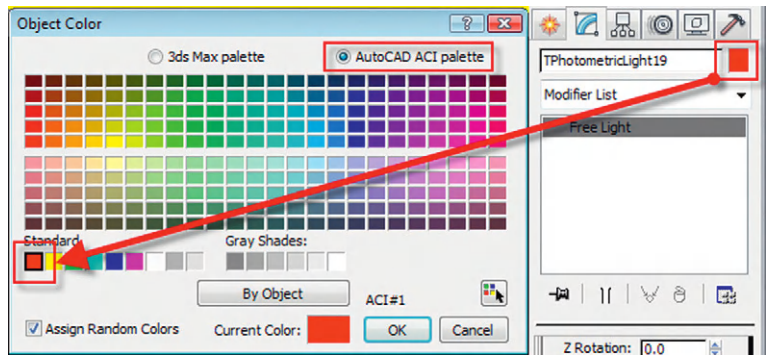 Object Color
3ds Max palette
AutoCAD ACI palette
Standard
Gray Shades:
By Object
ACI#1
Assign Random Colors
Current Color:
OK
Cancel
TPhotometricLight19
Modifier List
Free Light
Z Rotation: 0.0